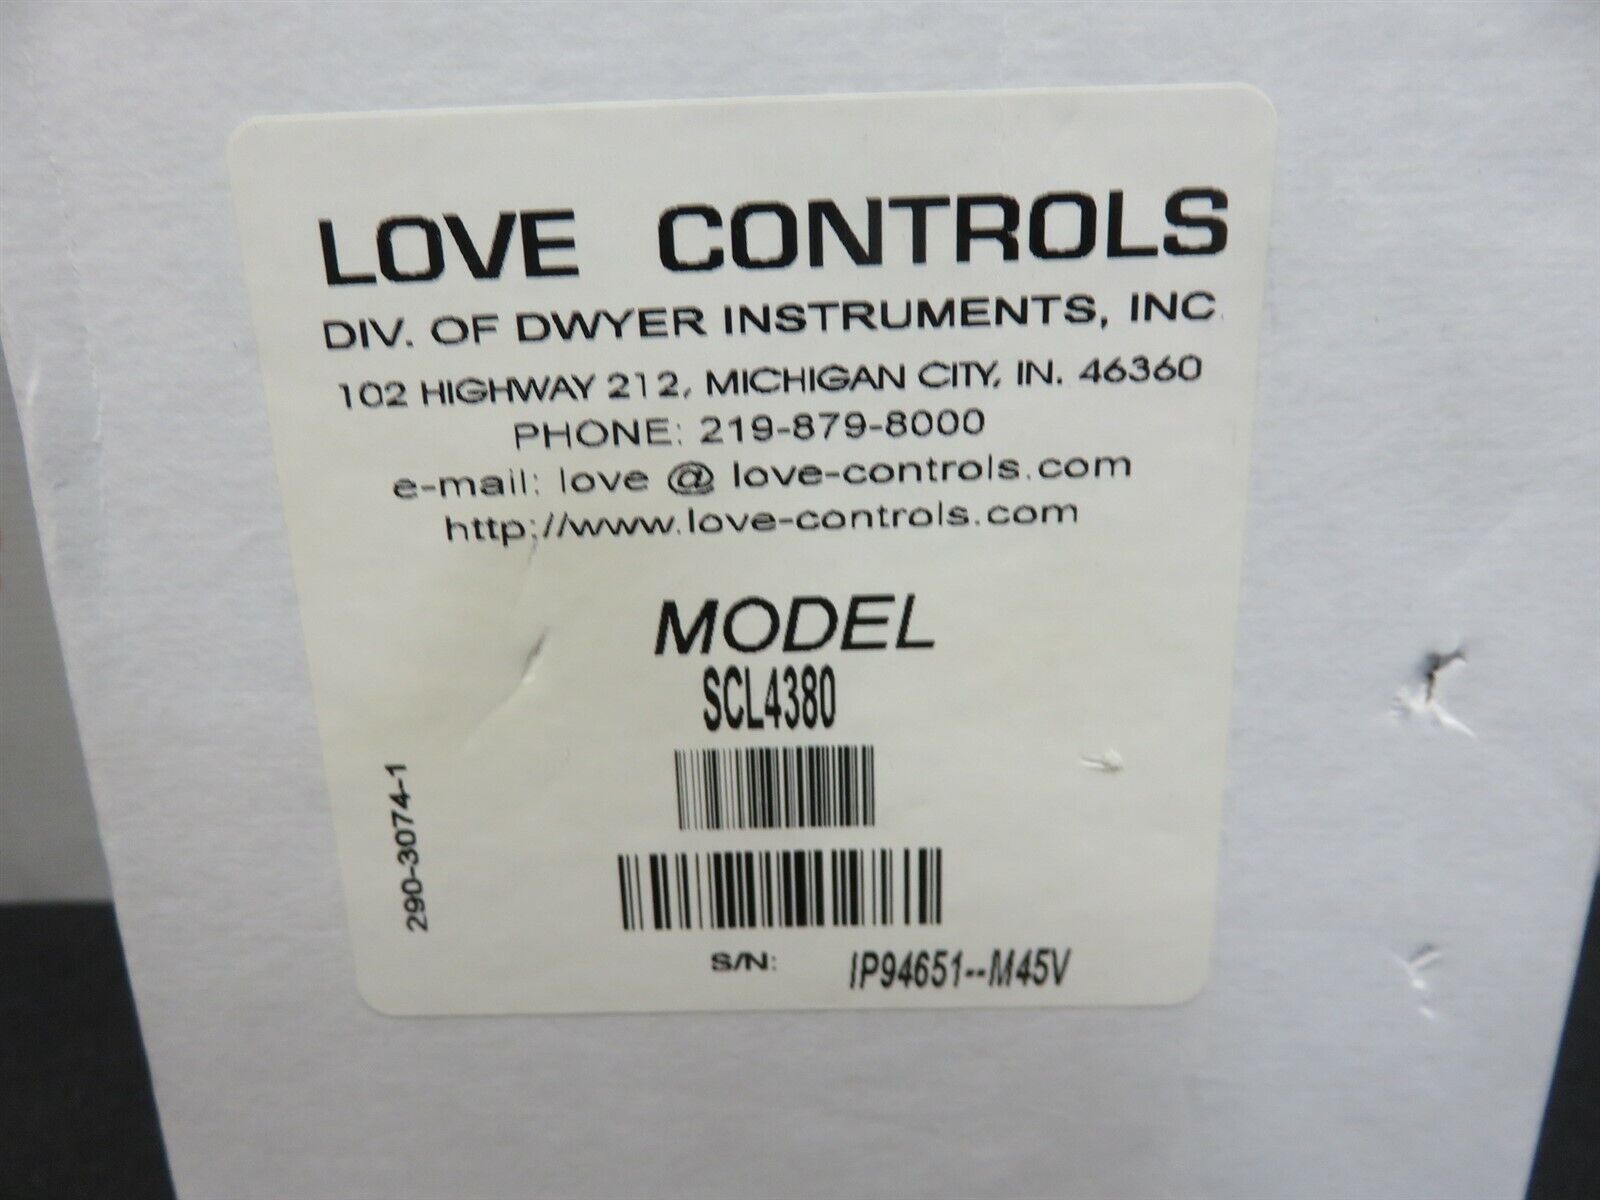 LOVE CONTROLS
DIV. OF DWYER INSTRUMENTS, INC.
102 HIGHWAY 212, MICHIGAN CITY, IN. 46360
PHONE: 219-879-8000
e-mail: love @ love-controls.com
http://www.love-controls.com
MODEL
SCL4380
290-3074-1
S/N: IP94651--M45V